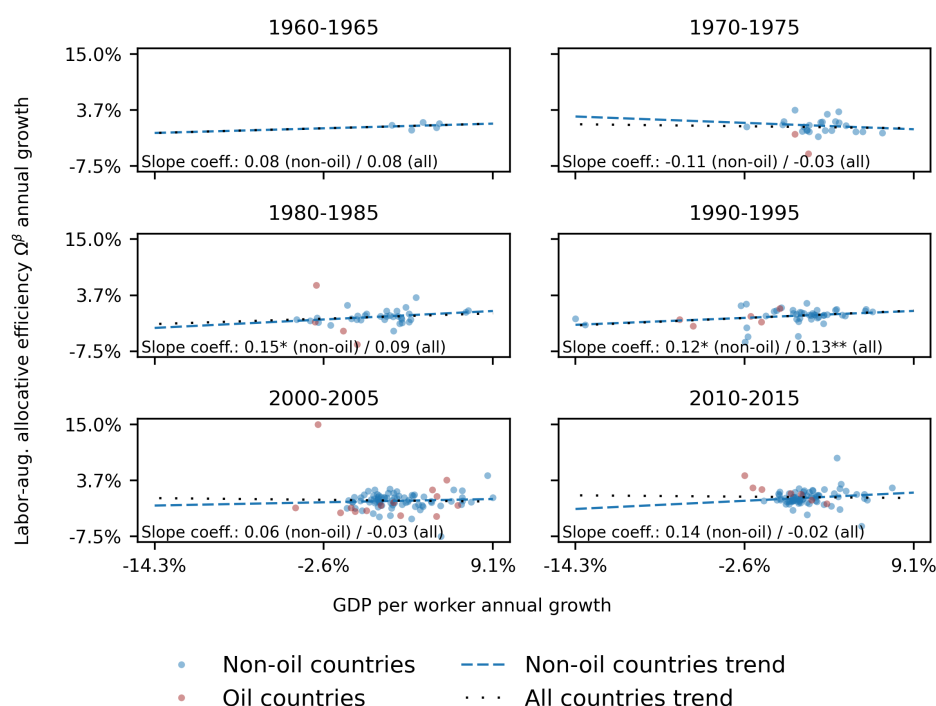 1960-1965
1970-1975
15.0%
3.7%
-7.5%
Slope coeff.: 0.08 (non-oil) / 0.08 (all)
Slope coeff.: -0.11 (non-oil) / -0.03 (all)
1980-1985
1990-1995
15.0%
3.7%
-7.5%
Slope coeff.: 0.15* (non-oil) / 0.09 (all)
Slope coeff.: 0.12* (non-oil) / 0.13** (all)
2000-2005
2010-2015
15.0%
3.7%
-7.5%
Slope coeff.: 0.06 (non-oil) / -0.03 (all)
Slope coeff.: 0.14 (non-oil) / -0.02 (all)
-14.3% -2.6% 9.1%
-14.3% -2.6% 9.1%
Labor-aug. allocative efficiency Ω^β annual growth
GDP per worker annual growth
Non-oil countries
Non-oil countries trend
Oil countries
All countries trend